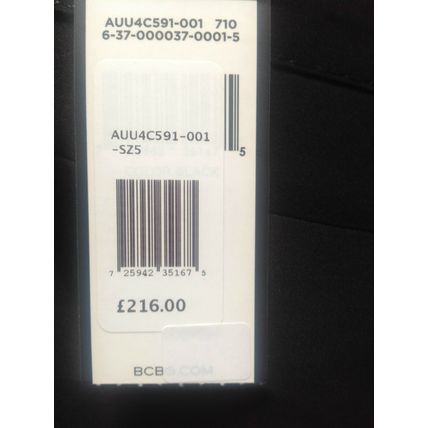 AUU4C591-001 710
6-37-000037-0001-5
5
AUU4C591-001
-SZ5
7 25942 35167 5
£216.00
BCB .COM